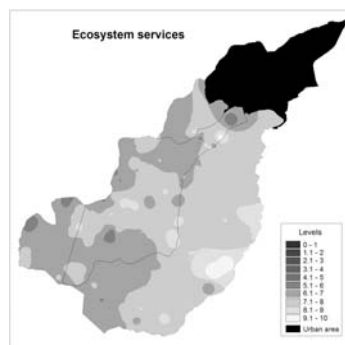 Ecosystem services
Levels
0 - 1
1.1 - 2
2.1 - 3
3.1 - 4
4.1 - 5
5.1 - 6
6.1 - 7
7.1 - 8
8.1 - 9
9.1 - 10
Urban area